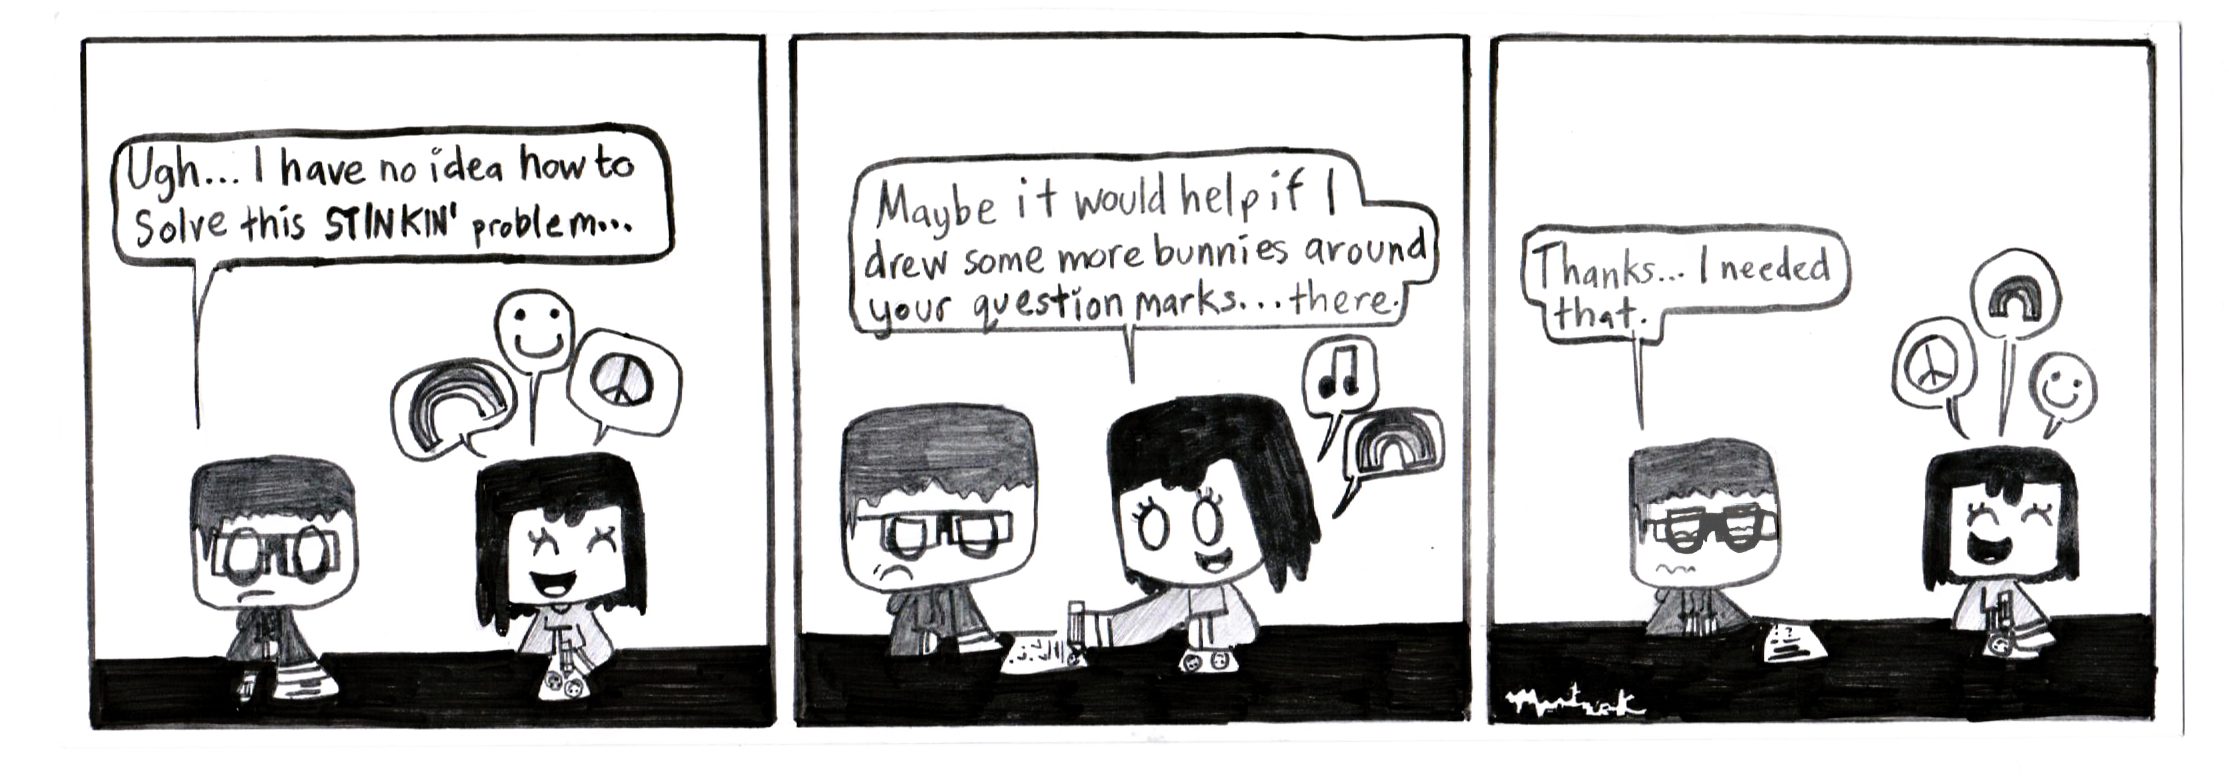 Ugh... I have no idea how to
Solve this STINKIN' problem...
Maybe it would help if I
drew some more bunnies around
your question marks...there.
Thanks... I needed
that.